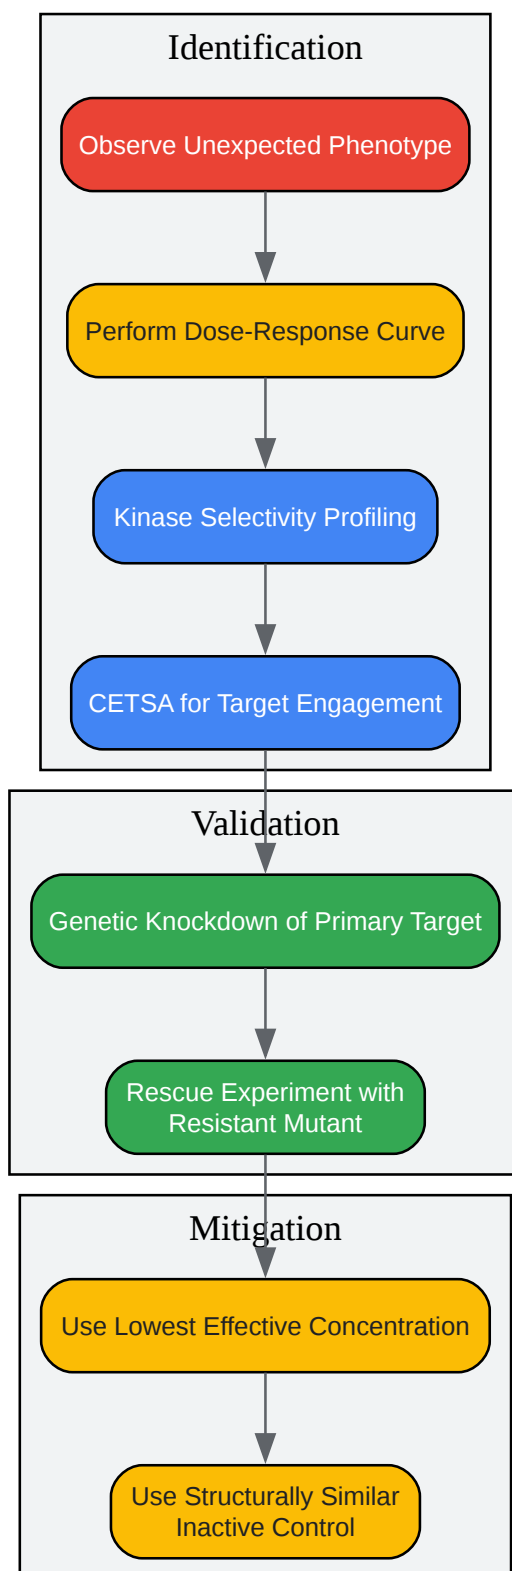 Identification
Observe Unexpected Phenotype
Perform Dose-Response Curve
Kinase Selectivity Profiling
CETSA for Target Engagement
Validation
Genetic Knockdown of Primary Target
Rescue Experiment with
Resistant Mutant
Mitigation
Use Lowest Effective Concentration
Use Structurally Similar
Inactive Control